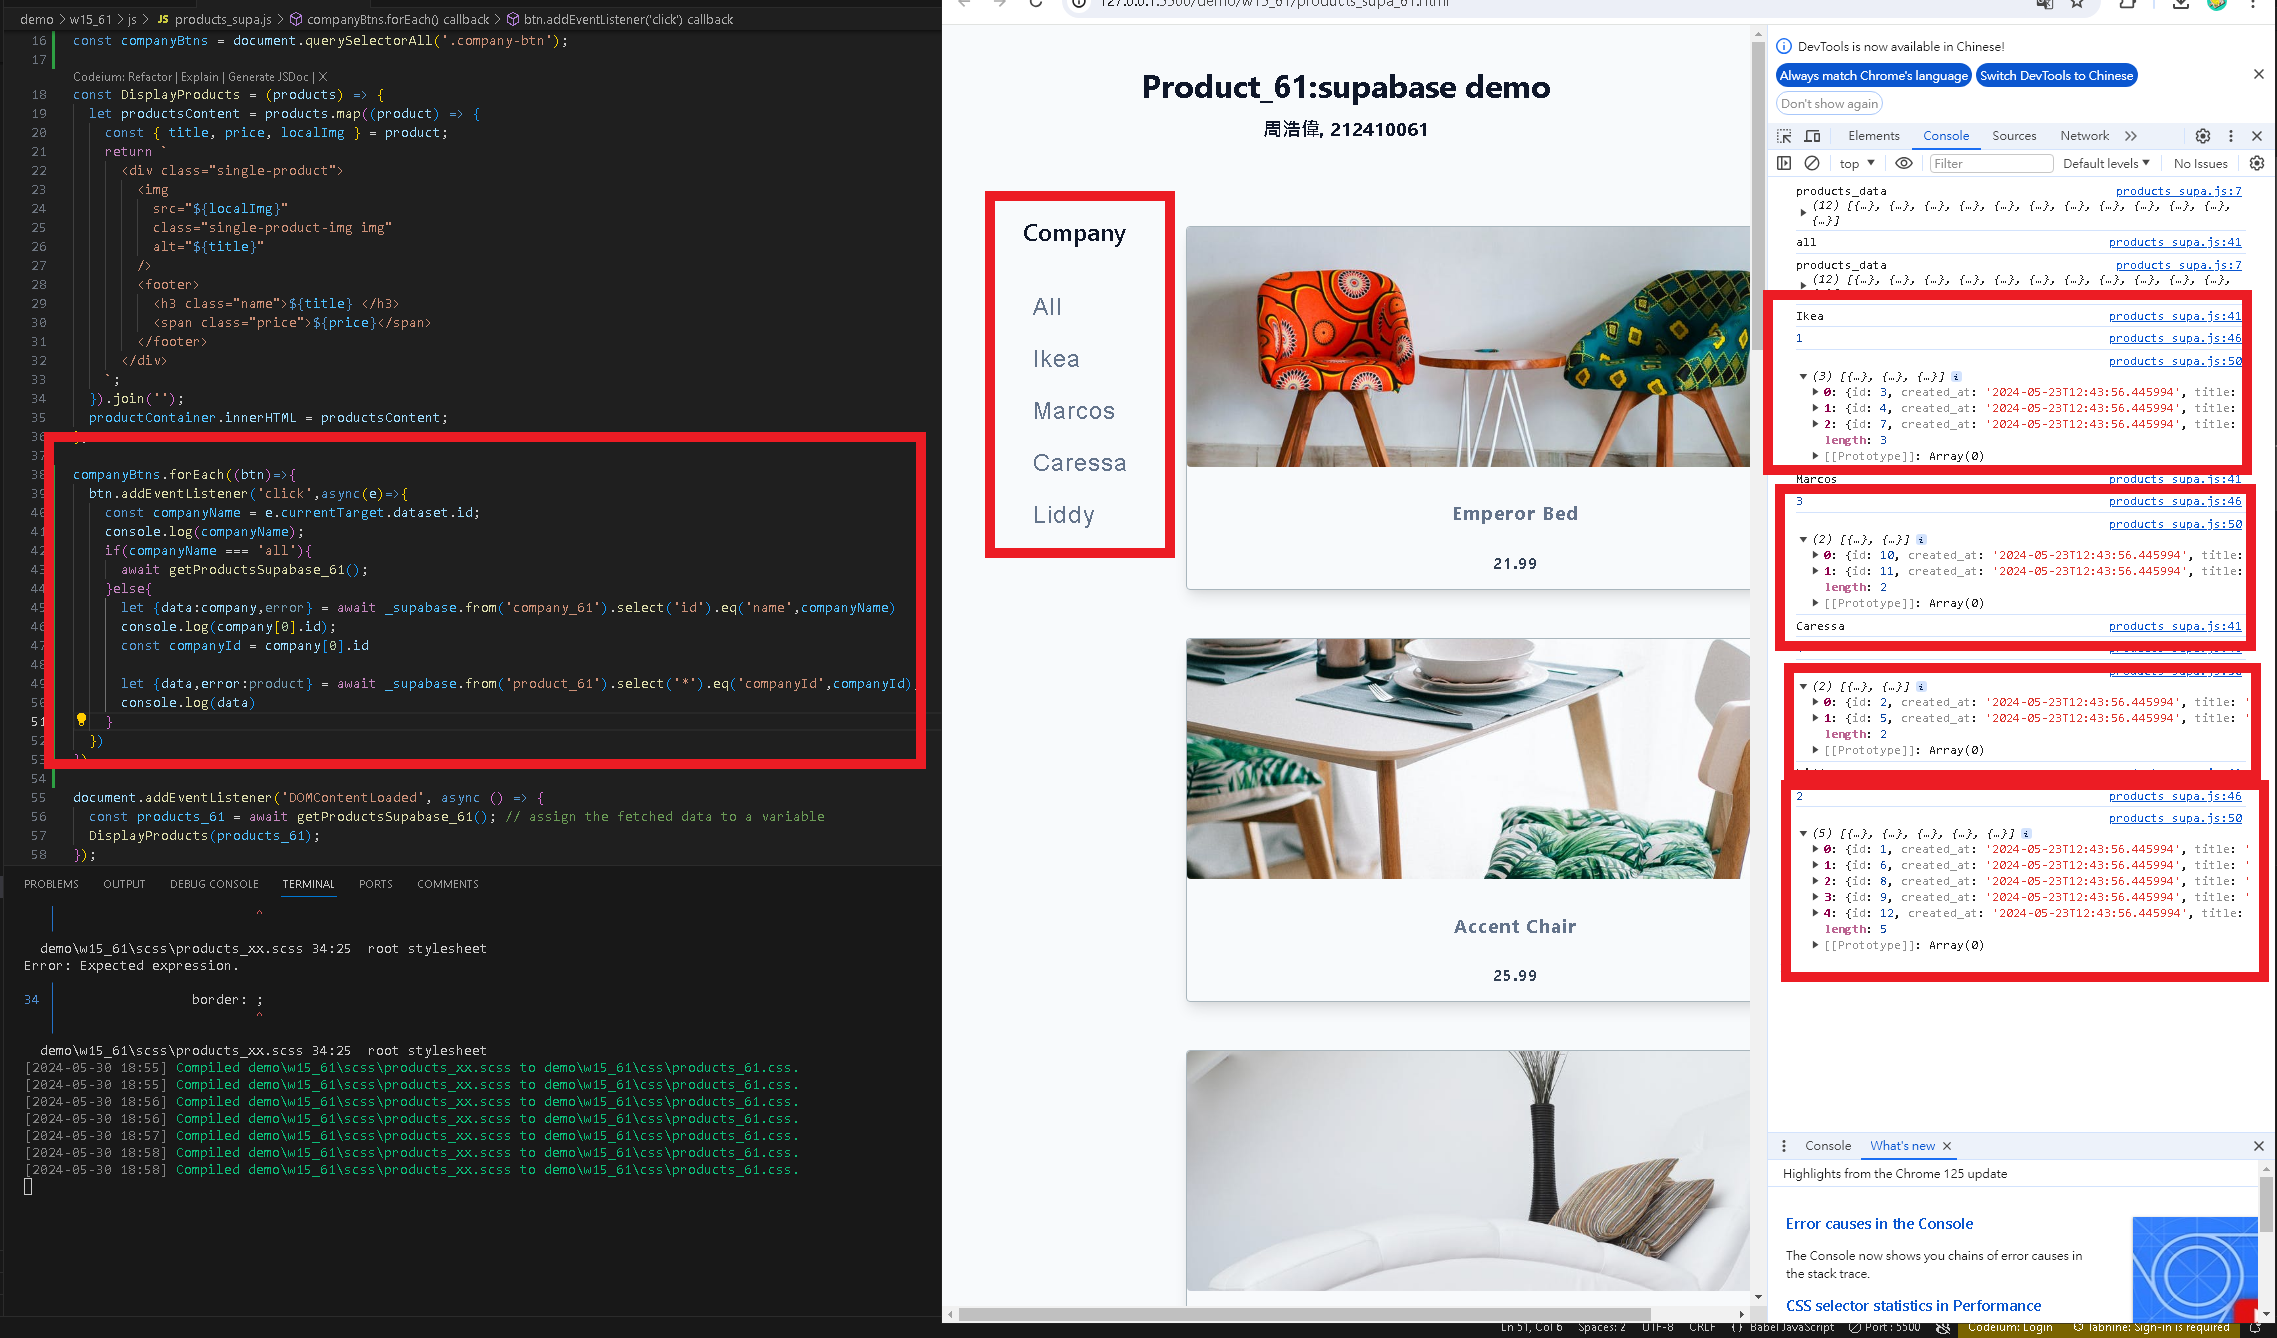 demo > w15_61 > js > JS products_supa.js > companyBtns.forEach() callback > btn.addEventListener('click') callback
16 const companyBtns = document.querySelectorAll('.company-btn');
17
Codeium: Refactor | Explain | Generate JSDoc | X
18 const DisplayProducts = (products) => {
19 let productsContent = products.map((product) => {
20 const { title, price, localImg } = product;
21 return `
22 <div class="single-product">
23 <img
24 src="${localImg}"
25 class="single-product-img img"
26 alt="${title}"
27 />
28 <footer>
29 <h3 class="name">${title} </h3>
30 <span class="price">${price}</span>
31 </footer>
32 </div>
33 `;
34 }).join('');
35 productContainer.innerHTML = productsContent;
36
37
38 companyBtns.forEach((btn)=>{
39 btn.addEventListener('click',async(e)=>{
40 const companyName = e.currentTarget.dataset.id;
41 console.log(companyName);
42 if(companyName === 'all'){
43 await getProductsSupabase_61();
44 }else{
45 let {data:company,error} = await _supabase.from('company_61').select('id').eq('name',companyName)
46 console.log(company[0].id);
47 const companyId = company[0].id
48
49 let {data,error:product} = await _supabase.from('product_61').select('*').eq('companyId',companyId)
50 console.log(data)
51 }
52 })
53
54
55 document.addEventListener('DOMContentLoaded', async () => {
56 const products_61 = await getProductsSupabase_61(); // assign the fetched data to a variable
57 DisplayProducts(products_61);
58 });
PROBLEMS OUTPUT DEBUG CONSOLE TERMINAL PORTS COMMENTS
^
demo\w15_61\scss\products_xx.scss 34:25 root stylesheet
Error: Expected expression.
34 border: ;
^
demo\w15_61\scss\products_xx.scss 34:25 root stylesheet
[2024-05-30 18:55] Compiled demo\w15_61\scss\products_xx.scss to demo\w15_61\css\products_61.css.
[2024-05-30 18:55] Compiled demo\w15_61\scss\products_xx.scss to demo\w15_61\css\products_61.css.
[2024-05-30 18:56] Compiled demo\w15_61\scss\products_xx.scss to demo\w15_61\css\products_61.css.
[2024-05-30 18:56] Compiled demo\w15_61\scss\products_xx.scss to demo\w15_61\css\products_61.css.
[2024-05-30 18:57] Compiled demo\w15_61\scss\products_xx.scss to demo\w15_61\css\products_61.css.
[2024-05-30 18:58] Compiled demo\w15_61\scss\products_xx.scss to demo\w15_61\css\products_61.css.
[2024-05-30 18:58] Compiled demo\w15_61\scss\products_xx.scss to demo\w15_61\css\products_61.css.
127.0.0.1:5500/demo/w15_61/products_supa_61.html
Product_61:supabase demo
周浩偉, 212410061
Company
All
Ikea
Marcos
Caressa
Liddy
Emperor Bed
21.99
Accent Chair
25.99
DevTools is now available in Chinese!
Always match Chrome's language Switch DevTools to Chinese
Don't show again
Elements Console Sources Network
top Filter Default levels No Issues
products_data products_supa.js:7
(12) [{…}, {…}, {…}, {…}, {…}, {…}, {…}, {…}, {…}, {…}, {…},
{…}]
all products_supa.js:41
products_data products_supa.js:7
(12) [{…}, {…}, {…}, {…}, {…}, {…}, {…}, {…}, {…}, {…}, {…},
Ikea products_supa.js:41
1 products_supa.js:46
products_supa.js:50
(3) [{…}, {…}, {…}]
0: {id: 3, created_at: '2024-05-23T12:43:56.445994', title:
1: {id: 4, created_at: '2024-05-23T12:43:56.445994', title:
2: {id: 7, created_at: '2024-05-23T12:43:56.445994', title:
length: 3
[[Prototype]]: Array(0)
Marcos products_supa.js:41
3 products_supa.js:46
products_supa.js:50
(2) [{…}, {…}]
0: {id: 10, created_at: '2024-05-23T12:43:56.445994', title:
1: {id: 11, created_at: '2024-05-23T12:43:56.445994', title:
length: 2
[[Prototype]]: Array(0)
Caressa products_supa.js:41
(2) [{…}, {…}]
0: {id: 2, created_at: '2024-05-23T12:43:56.445994', title: '
1: {id: 5, created_at: '2024-05-23T12:43:56.445994', title: '
length: 2
[[Prototype]]: Array(0)
2 products_supa.js:46
products_supa.js:50
(5) [{…}, {…}, {…}, {…}, {…}]
0: {id: 1, created_at: '2024-05-23T12:43:56.445994', title: '
1: {id: 6, created_at: '2024-05-23T12:43:56.445994', title: '
2: {id: 8, created_at: '2024-05-23T12:43:56.445994', title: '
3: {id: 9, created_at: '2024-05-23T12:43:56.445994', title: '
4: {id: 12, created_at: '2024-05-23T12:43:56.445994', title:
length: 5
[[Prototype]]: Array(0)
Console What's new
Highlights from the Chrome 125 update
Error causes in the Console
The Console now shows you chains of error causes in
the stack trace.
CSS selector statistics in Performance
Ln 51, Col 6 Spaces: 2 UTF-8 CRLF {} Babel JavaScript Port : 5500 Codeium: Login Tabnine: Sign-in is required